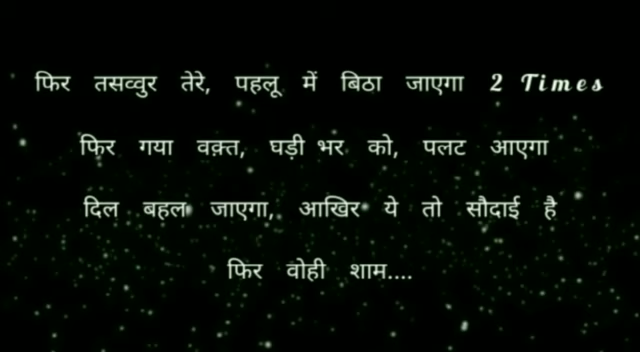 फिर तसव्वुर तेरे, पहलू में बिठा जाएगा 2 Times
फिर गया वक़्त, घड़ी भर को, पलट आएगा
दिल बहल जाएगा, आखिर ये तो सौदाई है
फिर वोही शाम....